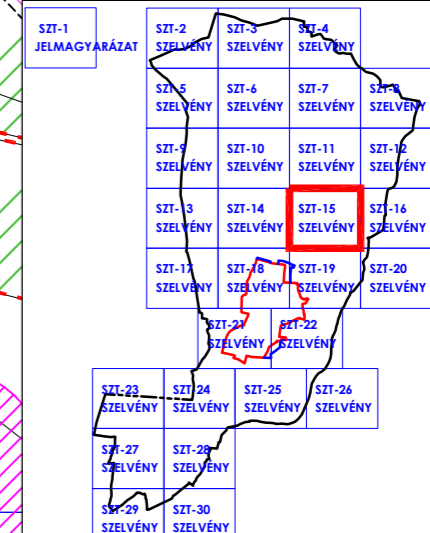 SZT-1
JELMAGYARÁZAT
SZT-2 SZT-3 SZT-4
SZELVÉNY SZELVÉNY SZELVÉNY
SZT-5 SZT-6 SZT-7 SZT-8
SZELVÉNY SZELVÉNY SZELVÉNY SZELVÉNY
SZT-9 SZT-10 SZT-11 SZT-12
SZELVÉNY SZELVÉNY SZELVÉNY SZELVÉNY
SZT-13 SZT-14 SZT-15 SZT-16
SZELVÉNY SZELVÉNY SZELVÉNY SZELVÉNY
SZT-17 SZT-18 SZT-19 SZT-20
SZELVÉNY SZELVÉNY SZELVÉNY SZELVÉNY
SZT-21 SZT-22
SZELVÉNY SZELVÉNY
SZT-23 SZT-24 SZT-25 SZT-26
SZELVÉNY SZELVÉNY SZELVÉNY SZELVÉNY
SZT-27 SZT-28
SZELVÉNY SZELVÉNY
SZT-29 SZT-30
SZELVÉNY SZELVÉNY